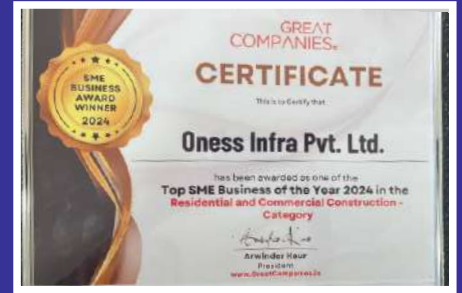 GREAT
COMPANIES®
CERTIFICATE
This is to Certify that
SME
BUSINESS
AWARD
WINNER
2024
Oness Infra Pvt. Ltd.
has been awarded as one of the
Top SME Business of the Year 2024 in the
Residential and Commercial Construction -
Category
Arwinder Kaur
President
www.GreatCompanies.in